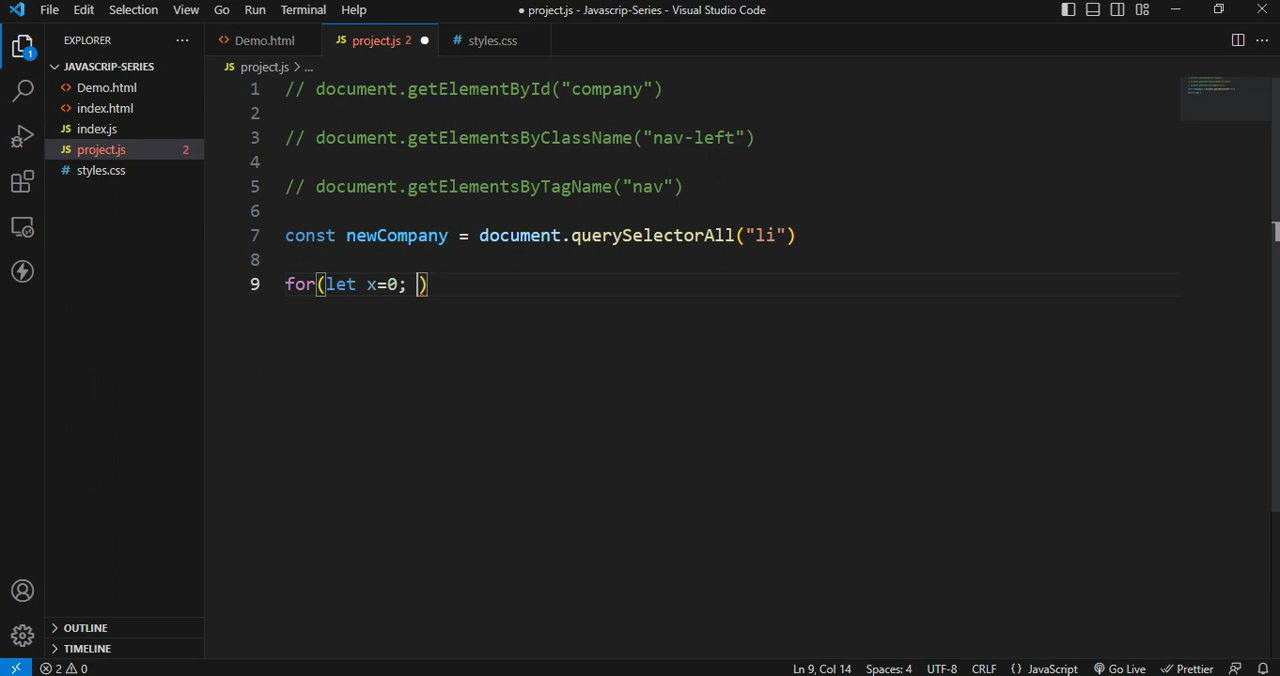 File Edit Selection View Go Run Terminal Help
● project.js - Javascrip-Series - Visual Studio Code
EXPLORER ...
1
JAVASCRIP-SERIES
<> Demo.html
<> index.html
JS index.js
JS project.js 2
# styles.css
OUTLINE
TIMELINE
<> Demo.html
JS project.js 2 ●
# styles.css
JS project.js > ...
1 // document.getElementById("company")
2
3 // document.getElementsByClassName("nav-left")
4
5 // document.getElementsByTagName("nav")
6
7 const newCompany = document.querySelectorAll("li")
8
9 for(let x=0; )
2 0
Ln 9, Col 14 Spaces: 4 UTF-8 CRLF {} JavaScript Go Live Prettier